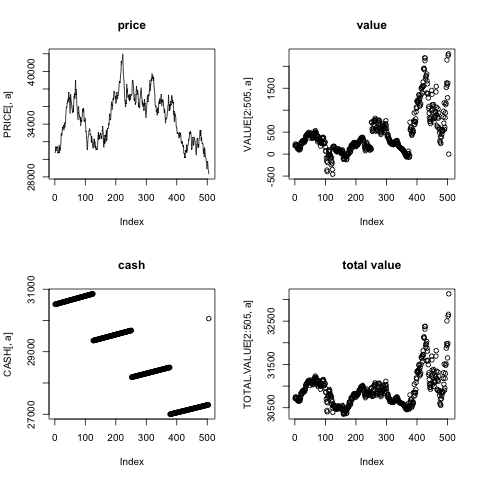 price
PRICE[, a]
28000 34000 40000
0 100 200 300 400 500
Index
value
VALUE[2:505, a]
-500 0 500 1500
0 100 200 300 400 500
Index
cash
CASH[, a]
27000 29000 31000
0 100 200 300 400 500
Index
total value
TOTAL.VALUE[2:505, a]
30500 31500 32500
0 100 200 300 400 500
Index